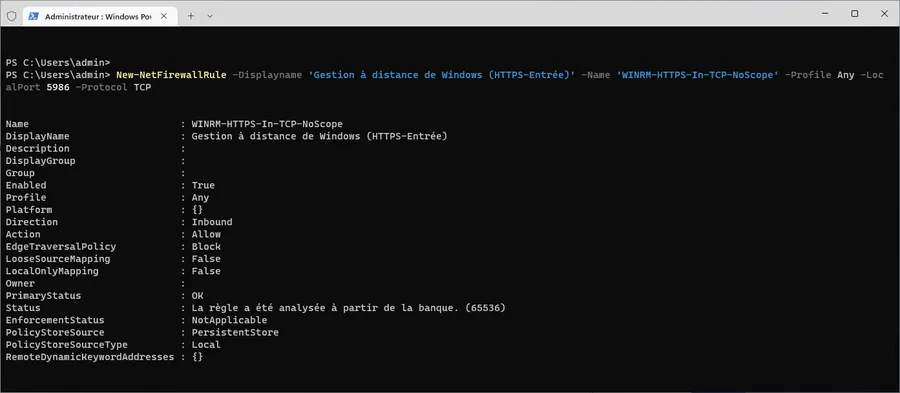 Administrateur : Windows Pow
PS C:\Users\admin>
PS C:\Users\admin> New-NetFirewallRule -Displayname 'Gestion à distance de Windows (HTTPS-Entrée)' -Name 'WINRM-HTTPS-In-TCP-NoScope' -Profile Any -Loc
alPort 5986 -Protocol TCP
Name : WINRM-HTTPS-In-TCP-NoScope
DisplayName : Gestion à distance de Windows (HTTPS-Entrée)
Description :
DisplayGroup :
Group :
Enabled : True
Profile : Any
Platform : {}
Direction : Inbound
Action : Allow
EdgeTraversalPolicy : Block
LooseSourceMapping : False
LocalOnlyMapping : False
Owner :
PrimaryStatus : OK
Status : La règle a été analysée à partir de la banque. (65536)
EnforcementStatus : NotApplicable
PolicyStoreSource : PersistentStore
PolicyStoreSourceType : Local
RemoteDynamicKeywordAddresses : {}